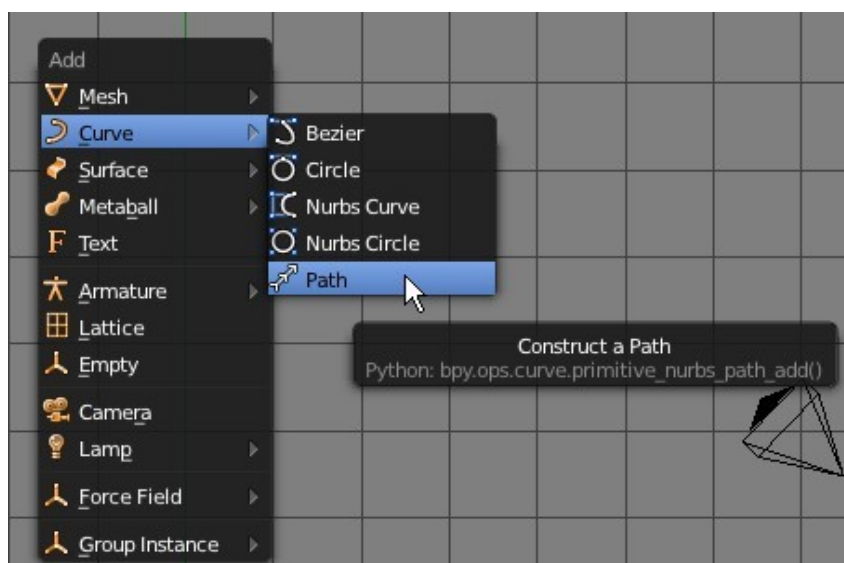 Add
Mesh
Curve
Surface
Metaball
Text
Armature
Lattice
Empty
Camera
Lamp
Force Field
Group Instance
Bezier
Circle
Nurbs Curve
Nurbs Circle
Path
Construct a Path
Python: bpy.ops.curve.primitive_nurbs_path_add()